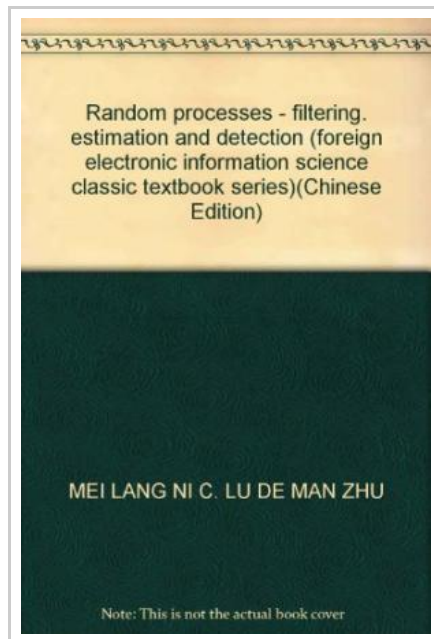 Random processes - filtering.
estimation and detection (foreign
electronic information science
classic textbook series)(Chinese
Edition)
MEI LANG NI C. LU DE MAN ZHU
Note: This is not the actual book cover